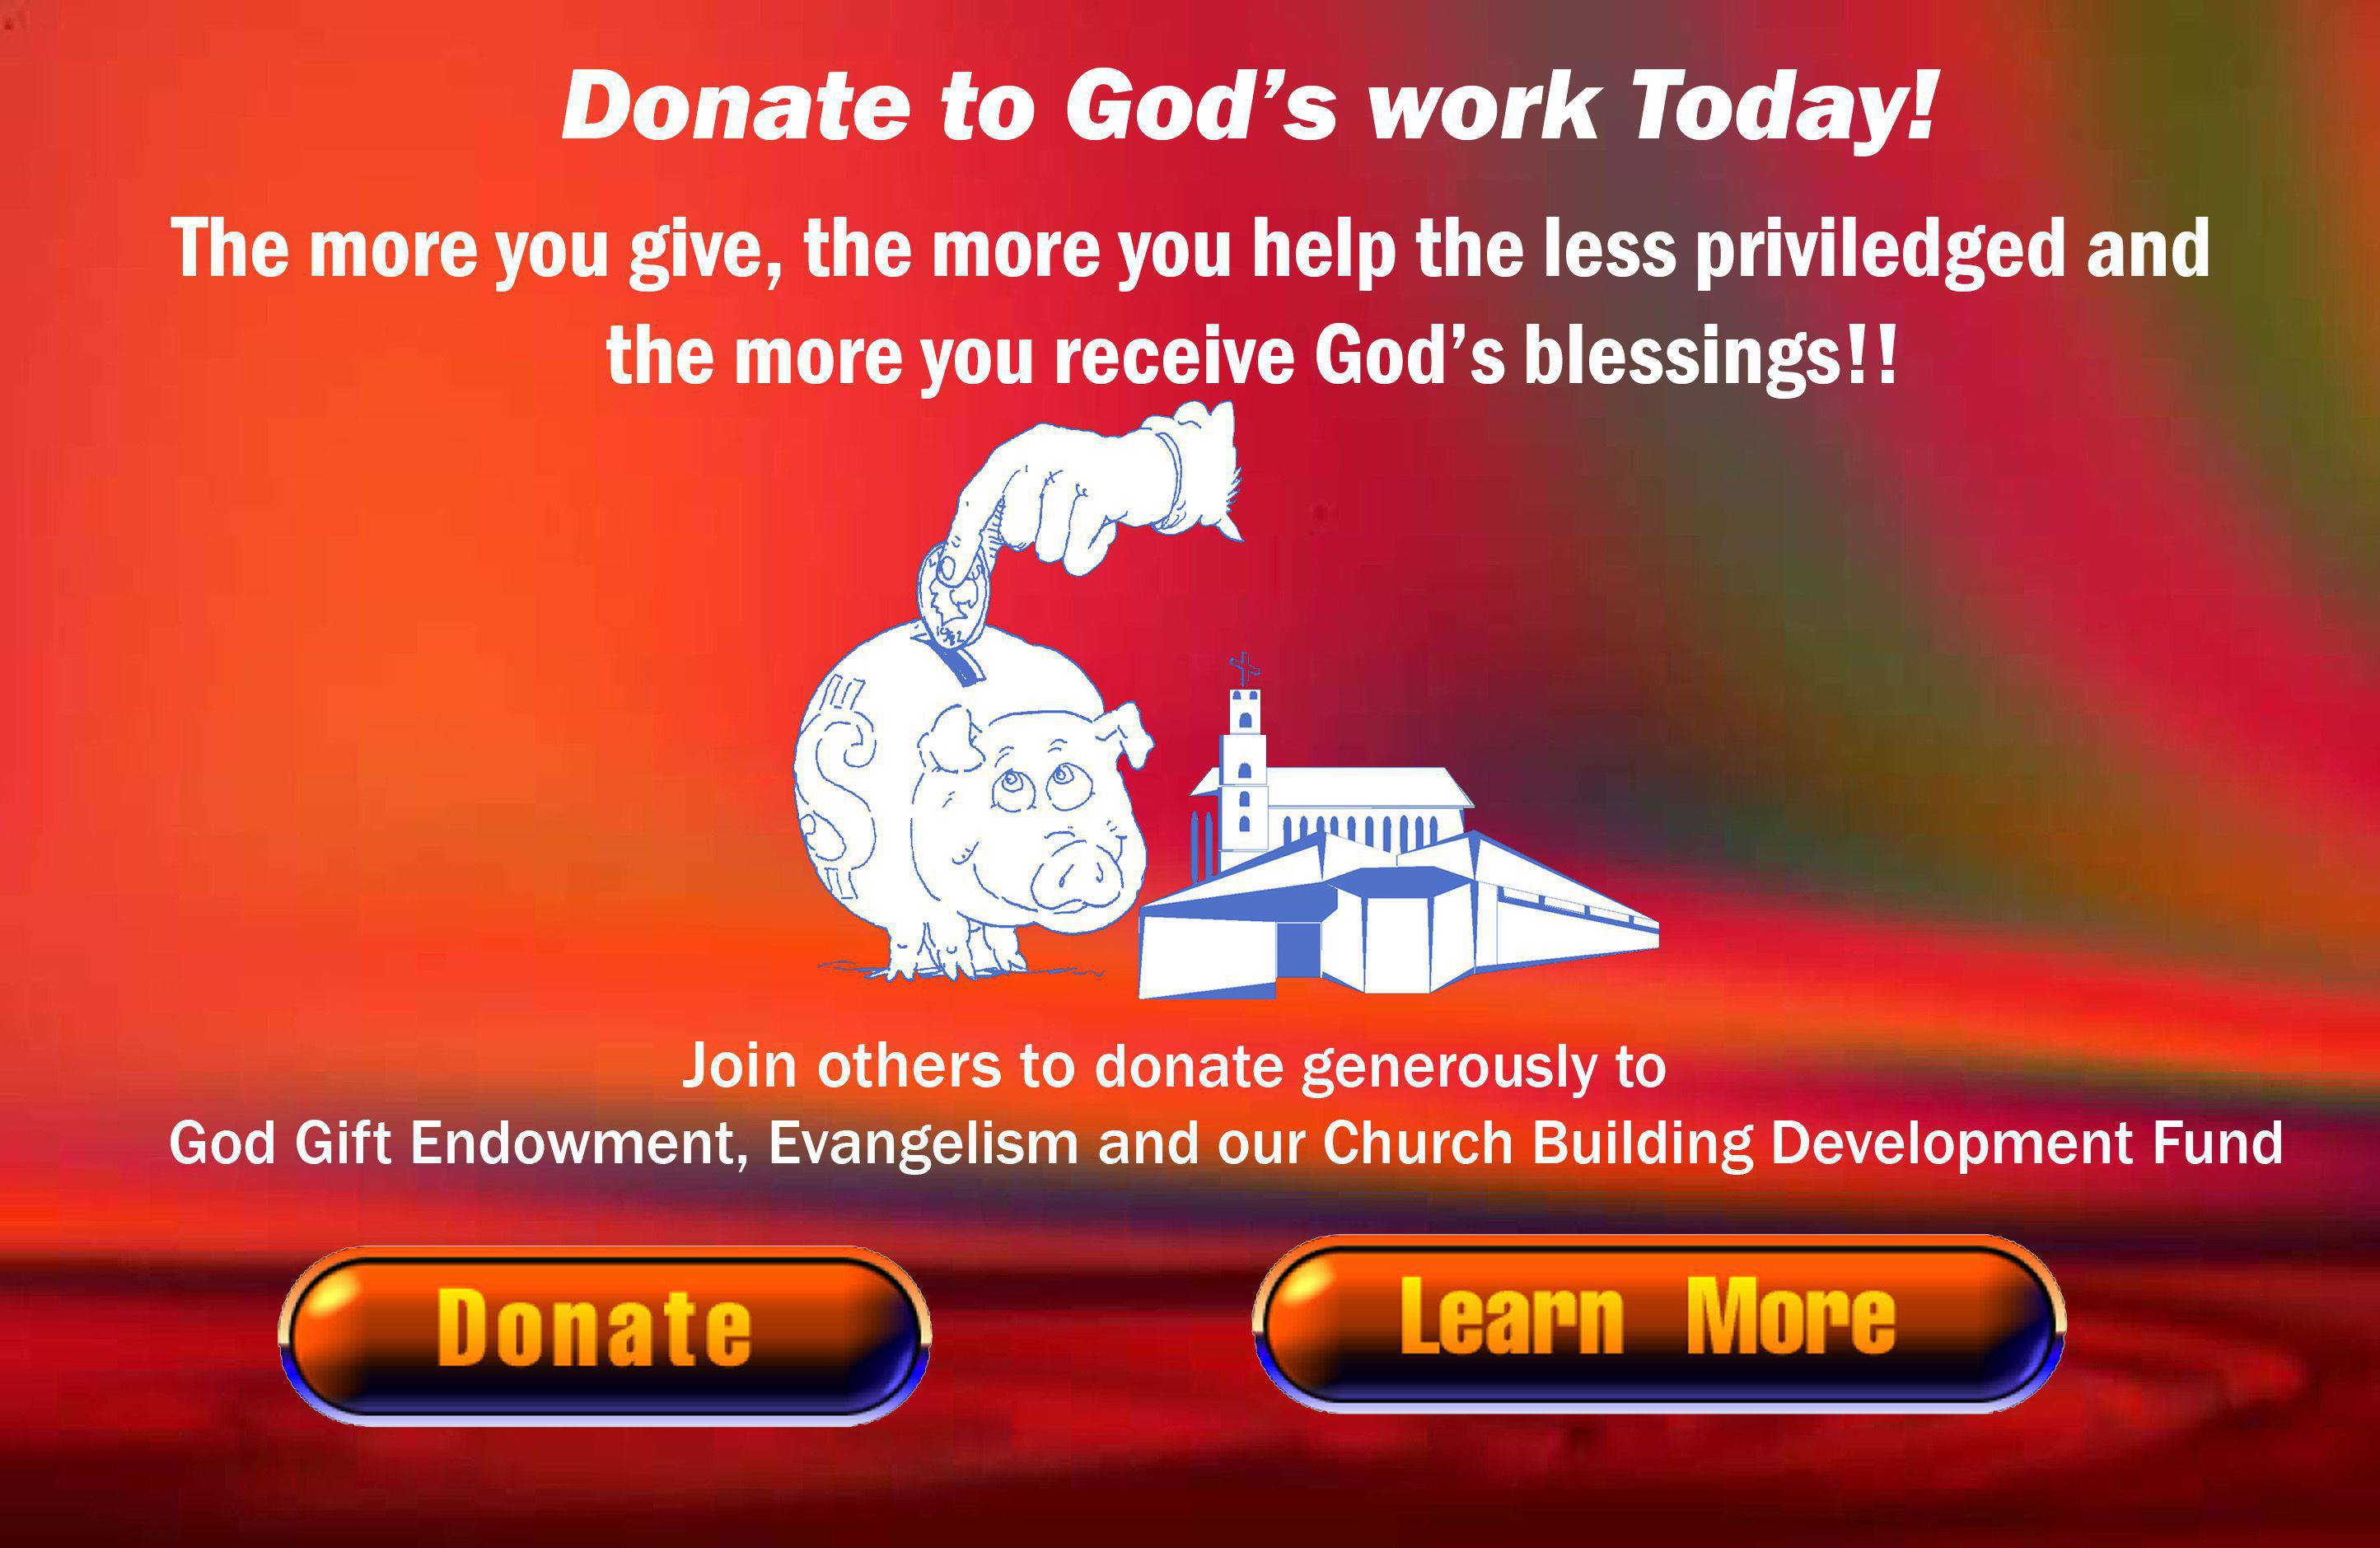 Donate to God’s work Today!
The more you give, the more you help the less priviledged and
the more you receive God’s blessings!!
Join others to donate generously to
God Gift Endowment, Evangelism and our Church Building Development Fund
Donate
Learn More